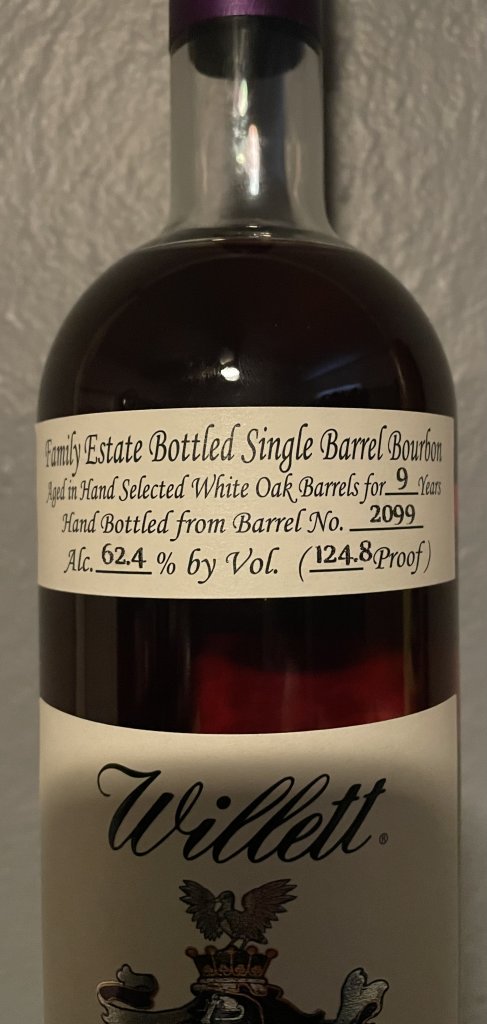 Family Estate Bottled Single Barrel Bourbon
Aged in Hand Selected White Oak Barrels for 9 Years
Hand Bottled from Barrel No. 2099
Alc. 62.4 % by Vol. (124.8 Proof)
Willett®